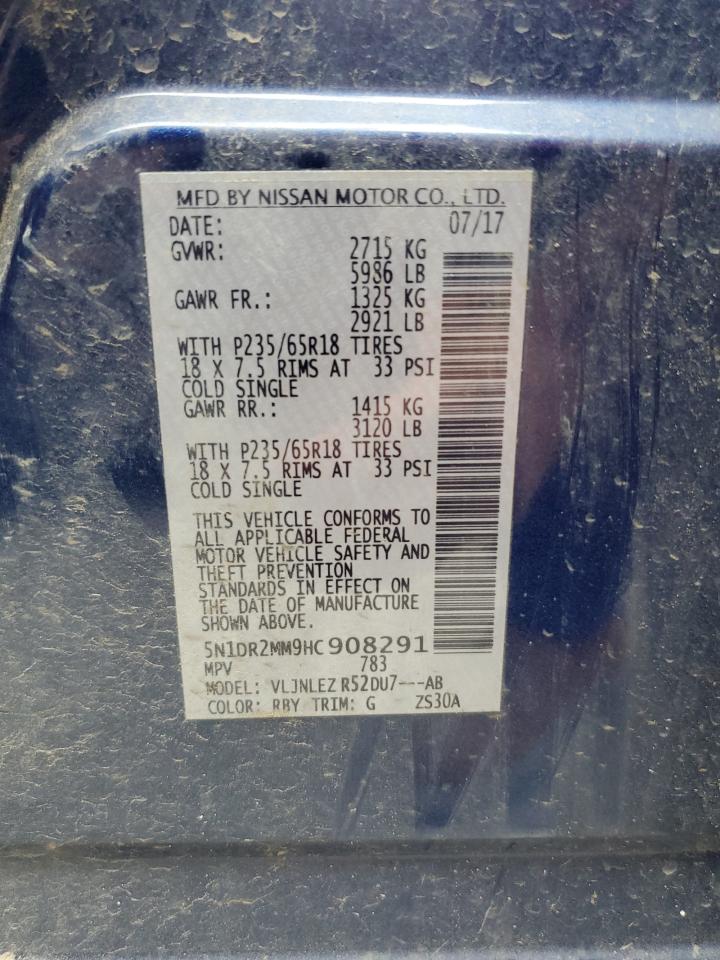 MFD BY NISSAN MOTOR CO., LTD.
DATE: 07/17
GVWR: 2715 KG
5986 LB
GAWR FR.: 1325 KG
2921 LB
WITH P235/65R18 TIRES
18 X 7.5 RIMS AT 33 PSI
COLD SINGLE
GAWR RR.: 1415 KG
3120 LB
WITH P235/65R18 TIRES
18 X 7.5 RIMS AT 33 PSI
COLD SINGLE
THIS VEHICLE CONFORMS TO
ALL APPLICABLE FEDERAL
MOTOR VEHICLE SAFETY AND
THEFT PREVENTION
STANDARDS IN EFFECT ON
THE DATE OF MANUFACTURE
SHOWN ABOVE.
5N1DR2MM9HC908291
MPV 783
MODEL: VLJNLEZ R52DU7---AB
COLOR: RBY TRIM: G ZS30A